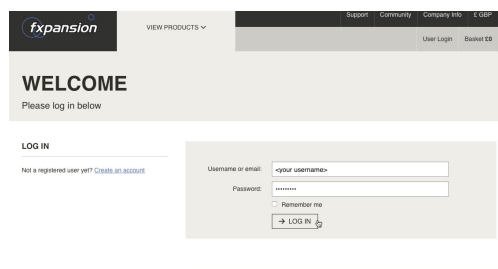 Support Community Company Info £ GBP
fxpansion VIEW PRODUCTS
User Login Basket £0
WELCOME
Please log in below
LOG IN
Not a registered user yet? Create an account
Username or email: <your username>
Password: •••••••••
Remember me
→ LOG IN